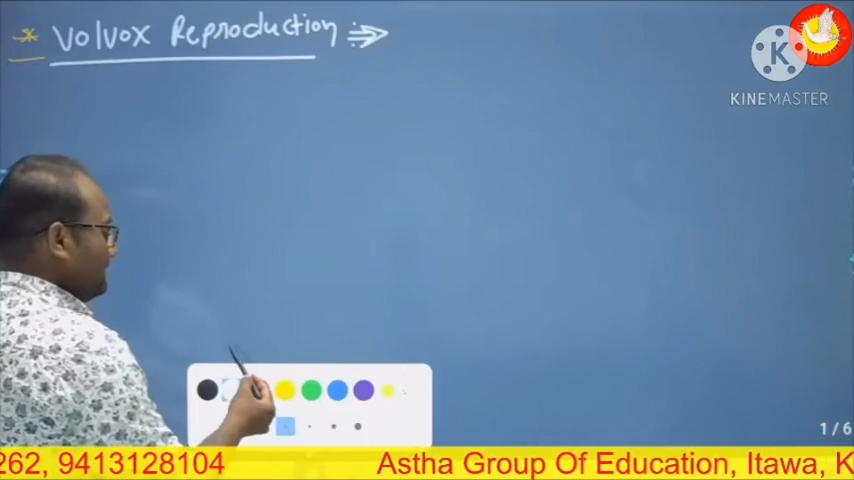 * Volvox Reproduction ⇒
KINEMASTER
1/6
262, 9413128104 Astha Group Of Education, Itawa, K